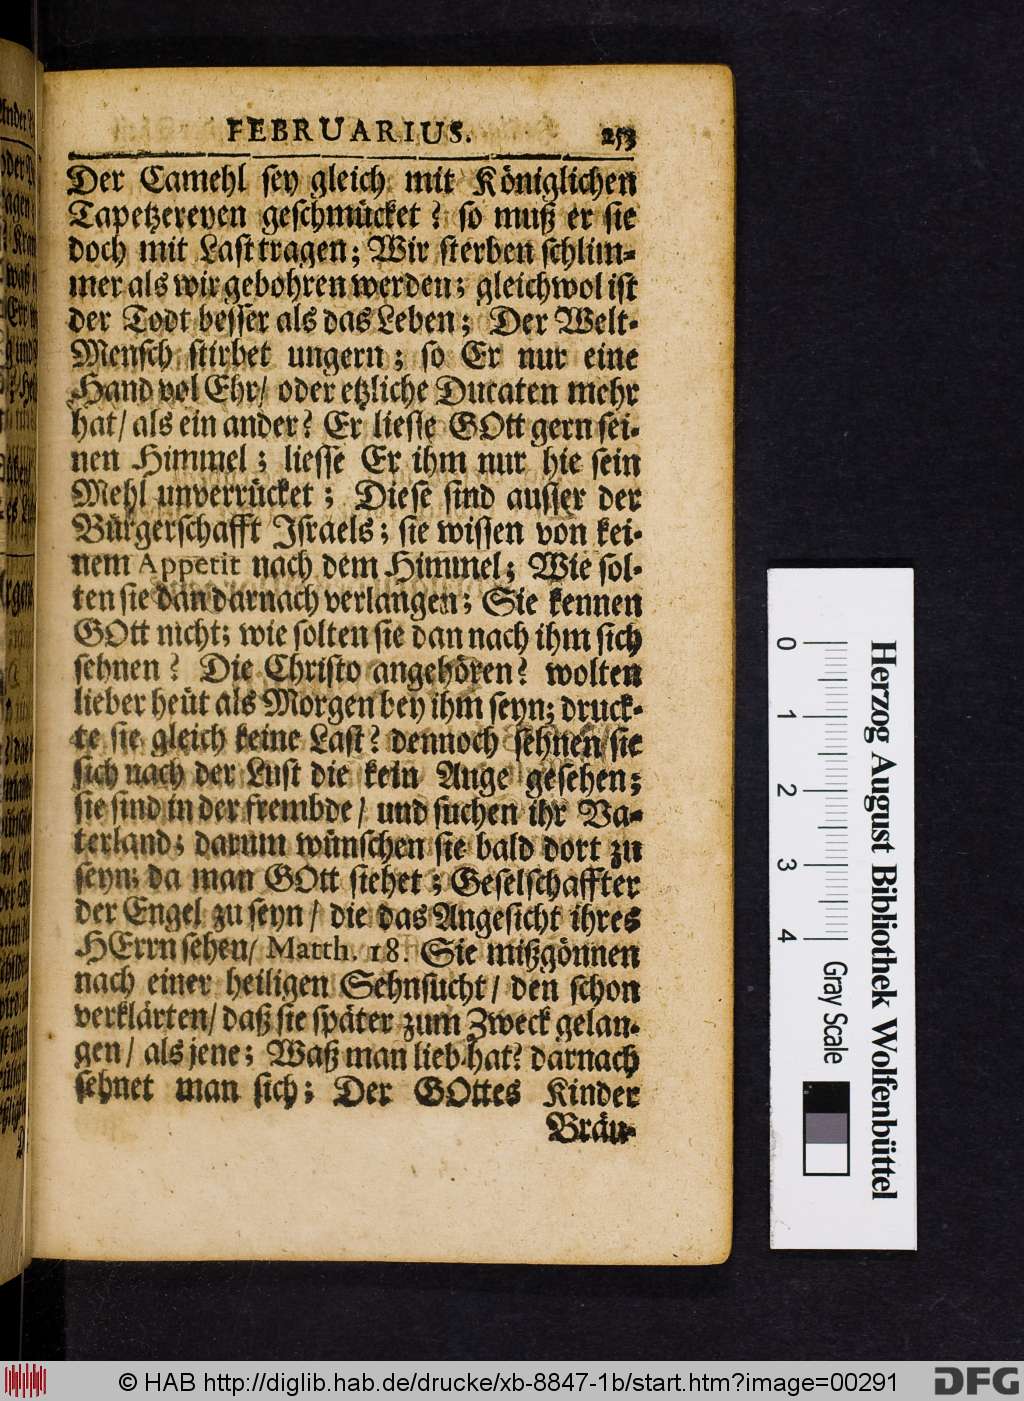 FEBRUARIUS. 253
Der Camehl sey gleich mit Königlichen
Tapetzereyen geschmücket? so muß er sie
doch mit Last tragen; Wir sterben schlim-
mer als wir gebohren werden; gleichwol ist
der Todt besser als das Leben; Der Welt-
Mensch stirbet ungern; so Er nur eine
Hand vol Ehr/ oder etzliche Ducaten mehr
hat/ als ein ander? Er liesse GOtt gern sei-
nen Himmel; liesse Er ihm nur hie sein
Mehl unverrücket; Diese sind ausser der
Bürgerschafft Israels; sie wissen von kei-
nem Appetit nach dem Himmel; Wie sol-
ten sie dan darnach verlangen; Sie kennen
GOtt nicht; wie solten sie dan nach ihm sich
sehnen? Die Christo angehören? wolten
lieber heüt als Morgen bey ihm seyn; druck-
te sie gleich keine Last? dennoch sehnen sie
sich nach der Lust die kein Auge gesehen;
sie sind in der frembde/ und suchen ihr Va-
terland; darum wünschen sie bald dort zu
seyn; da man GOtt siehet; Geselschaffter
der Engel zu seyn/ die das Angesicht ihres
HErrn sehen/ Matth. 18. Sie mißgönnen
nach einer heiligen Sehnsucht/ den schon
verklärten/ daß sie später zum Zweck gelan-
gen/ als jene; Waß man lieb hat? darnach
sehnet man sich; Der GOttes Kinder
Bräu-
0 1 2 3 4
Gray Scale
Herzog August Bibliothek Wolfenbüttel
© HAB http://diglib.hab.de/drucke/xb-8847-1b/start.htm?image=00291
DFG